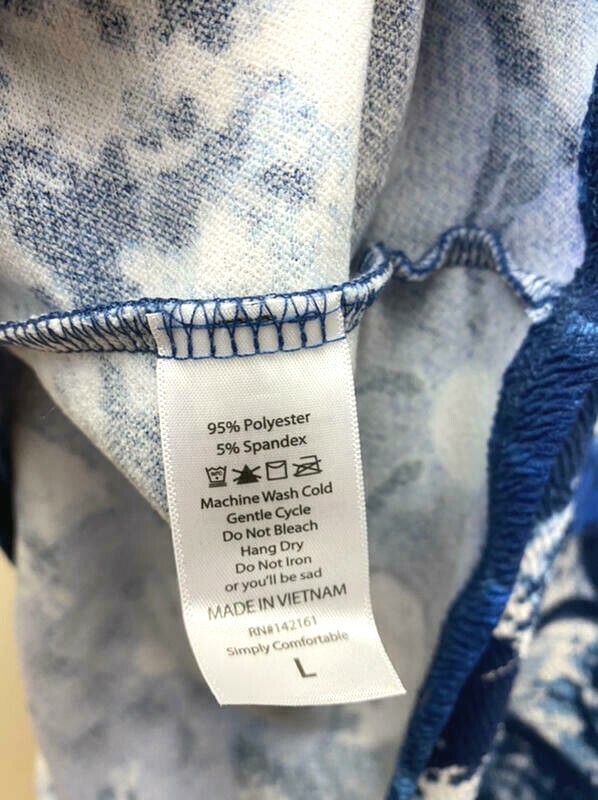 95% Polyester
5% Spandex
Machine Wash Cold
Gentle Cycle
Do Not Bleach
Hang Dry
Do Not Iron
or you'll be sad
MADE IN VIETNAM
RN#142161
Simply Comfortable
L